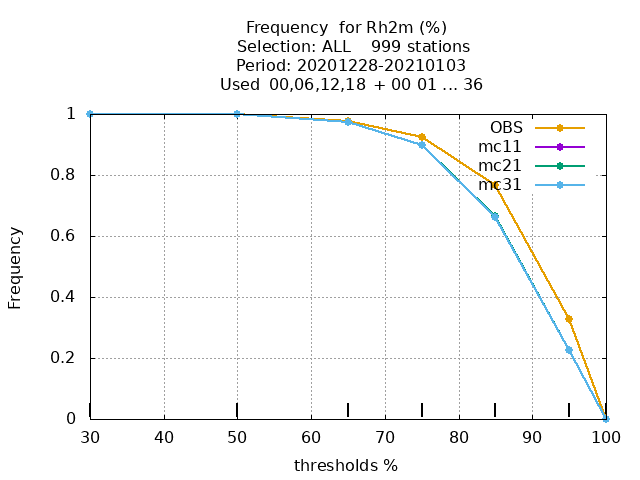 Frequency  for Rh2m (%)
Selection: ALL    999 stations
Period: 20201228-20210103
Used  00,06,12,18  + 00 01 ... 36
1
0.8
0.6
0.4
0.2
0
Frequency
OBS
mc11
mc21
mc31
30 40 50 60 70 80 90 100
thresholds %